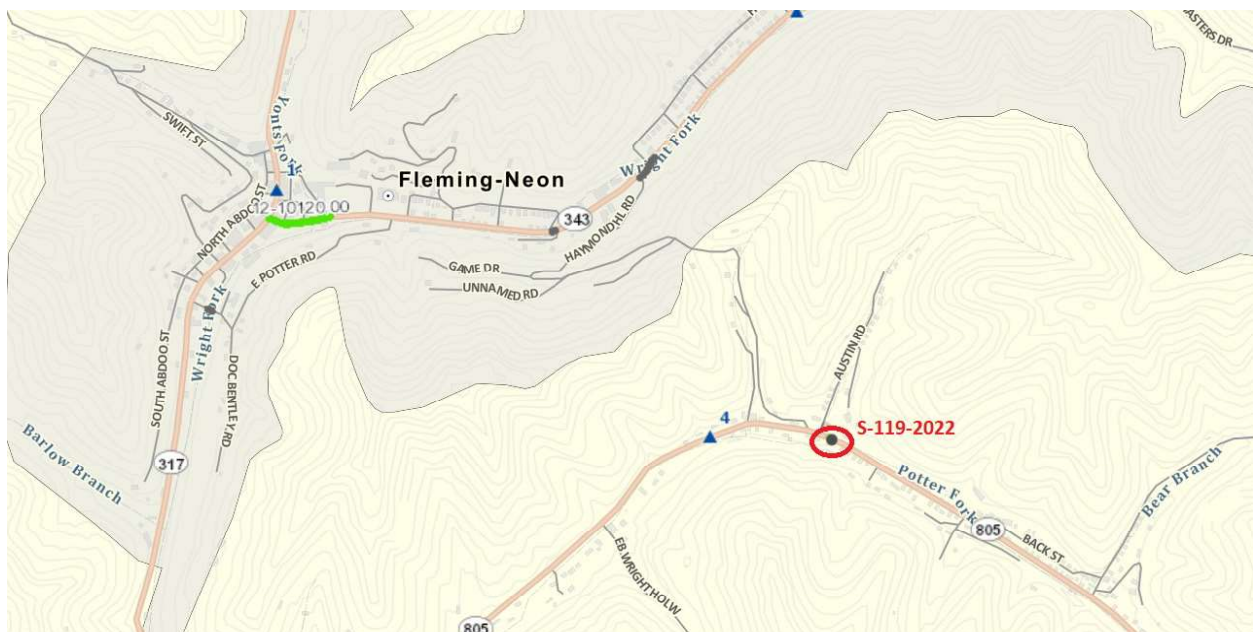 ASTERS DR
SWIFT ST
Yonts Fork
1
Wright Fork
Fleming-Neon
12-10120.00
NORTH ABDOO ST
343
HAYMOND HL RD
E POTTER RD
GAME DR
UNNAMED RD
Wright Fork
SOUTH ABDOO ST
DOC BENTLEY RD
AUSTIN RD
4
S-119-2022
317
Barlow Branch
Potter Fork
Bear Branch
805
BACK ST
EB WRIGHT HOLW
805